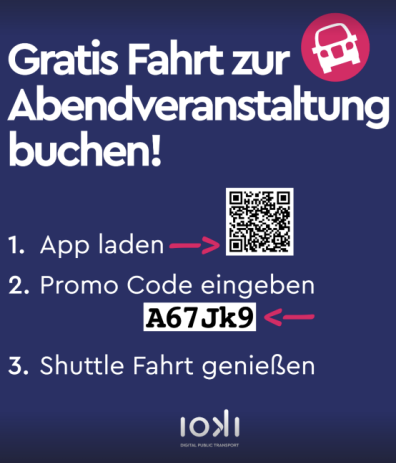 Gratis Fahrt zur
Abendveranstaltung
buchen!
1. App laden
2. Promo Code eingeben
A67Jk9
3. Shuttle Fahrt genießen
ioki
DIGITAL PUBLIC TRANSPORT